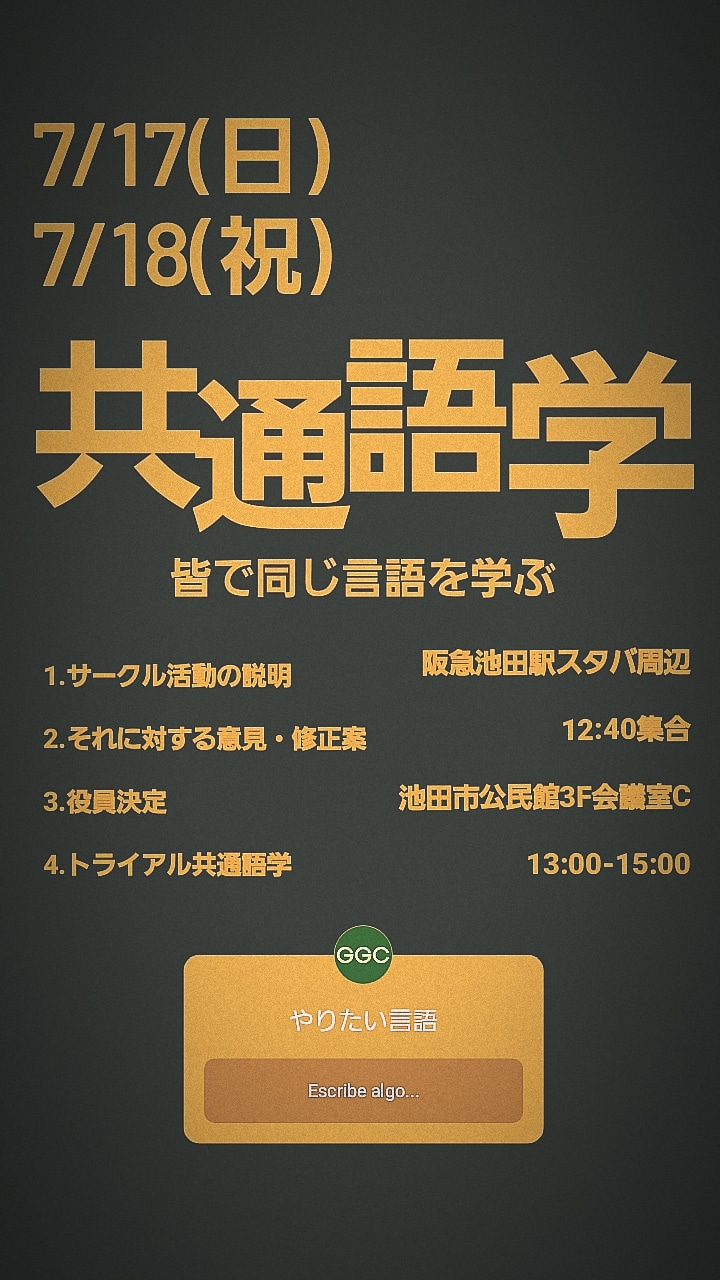 7/17(日)
7/18(祝)
共通語学
皆で同じ言語を学ぶ
1.サークル活動の説明
2.それに対する意見・修正案
3.役員決定
4.トライアル共通語学
阪急池田駅スタバ周辺
12:40集合
池田市公民館3F会議室C
13:00-15:00
GGC
やりたい言語
Escribe algo...